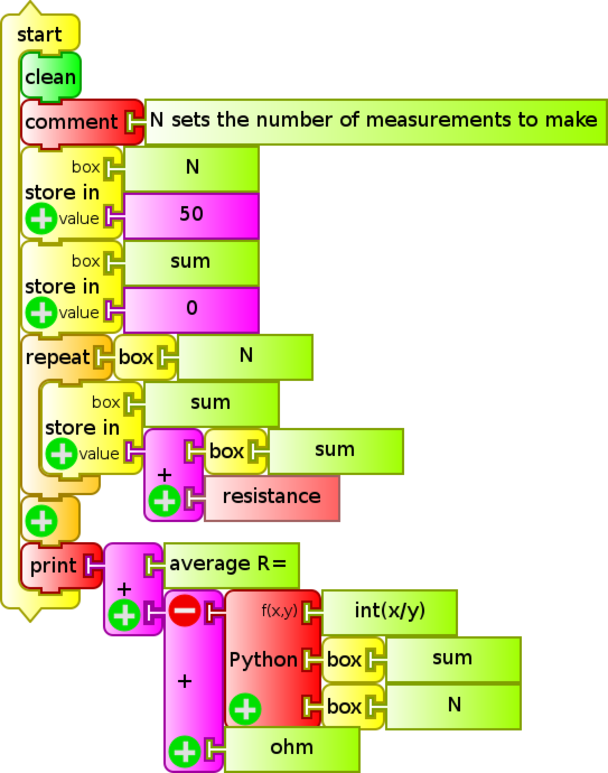 start
clean
comment N sets the number of measurements to make
box N
store in
value 50
box sum
store in
value 0
repeat box N
box sum
store in
value box sum
+
resistance
print average R=
+
f(x,y) int(x/y)
Python box sum
+
box N
ohm